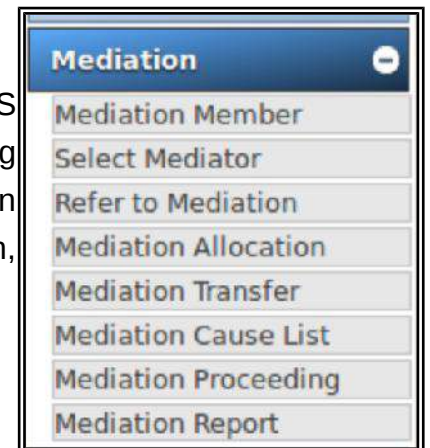 Mediation
S
Mediation Member
g
Select Mediator
n
Refer to Mediation
n,
Mediation Allocation
Mediation Transfer
Mediation Cause List
Mediation Proceeding
Mediation Report